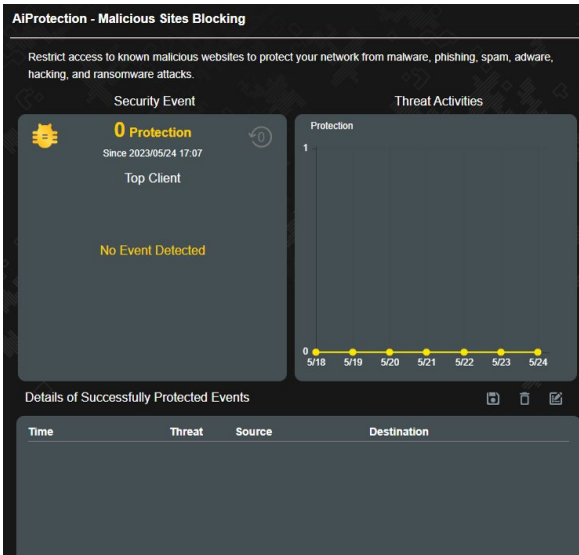 AiProtection - Malicious Sites Blocking
Restrict access to known malicious websites to protect your network from malware, phishing, spam, adware,
hacking, and ransomware attacks.
Security Event
0 Protection
0
Since 2023/05/24 17:07
Top Client
No Event Detected
Threat Activities
Protection
1
0
5/18 5/19 5/20 5/21 5/22 5/23 5/24
Details of Successfully Protected Events
Time Threat Source Destination